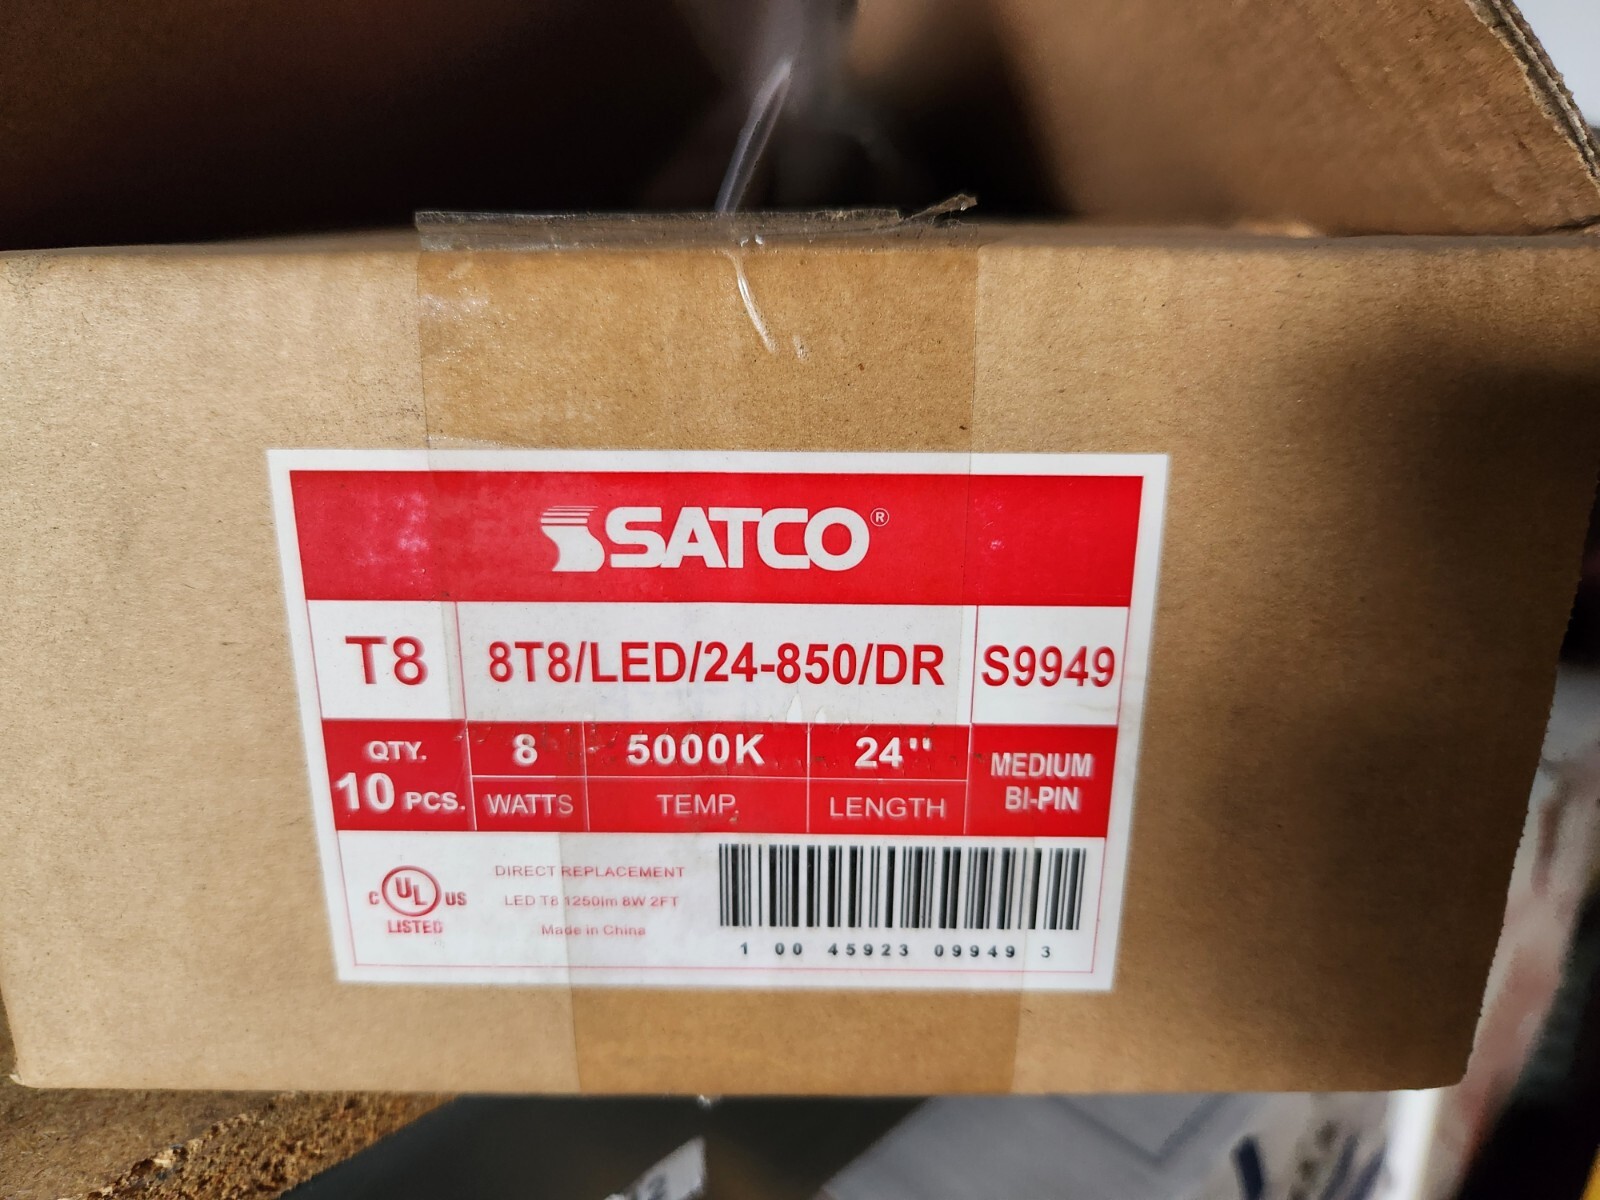 SATCO®
T8
8T8/LED/24-850/DR
S9949
QTY.
10 PCS.
8
WATTS
5000K
TEMP.
24"
LENGTH
MEDIUM
BI-PIN
C UL US
LISTED
DIRECT REPLACEMENT
LED T8 1250lm 8W 2FT
Made in China
1 00 45923 09949 3